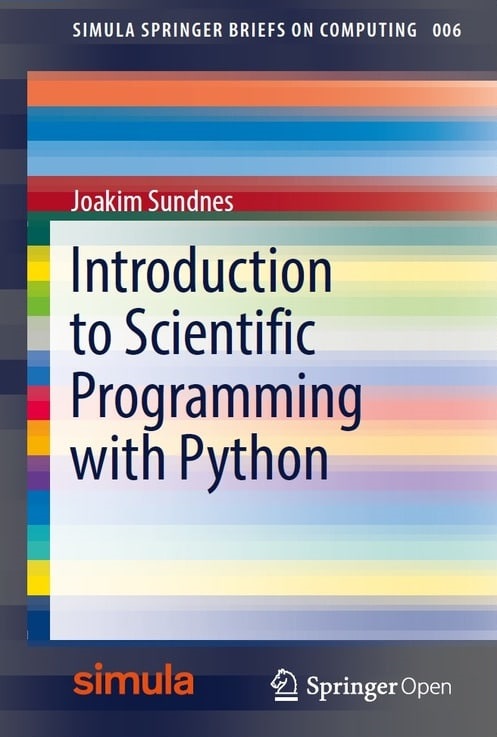 SIMULA SPRINGER BRIEFS ON COMPUTING 006
Joakim Sundnes
Introduction
to Scientific
Programming
with Python
simula
Springer Open